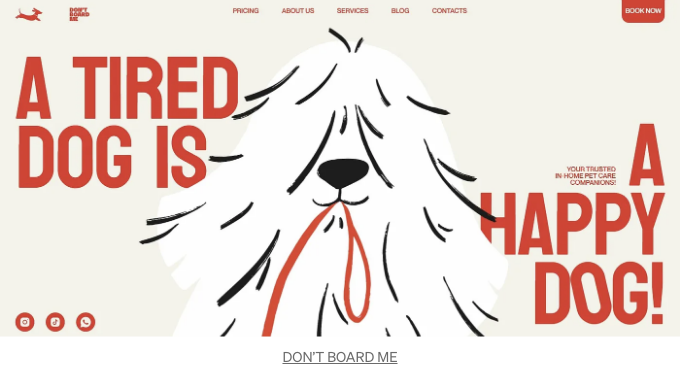 DON'T
BOARD
ME
PRICING
ABOUT US
SERVICES
BLOG
CONTACTS
BOOK NOW
A TIRED
DOG IS
YOUR TRUSTED
IN-HOME PET CARE
COMPANIONS!
A
HAPPY
DOG!
DON'T BOARD ME